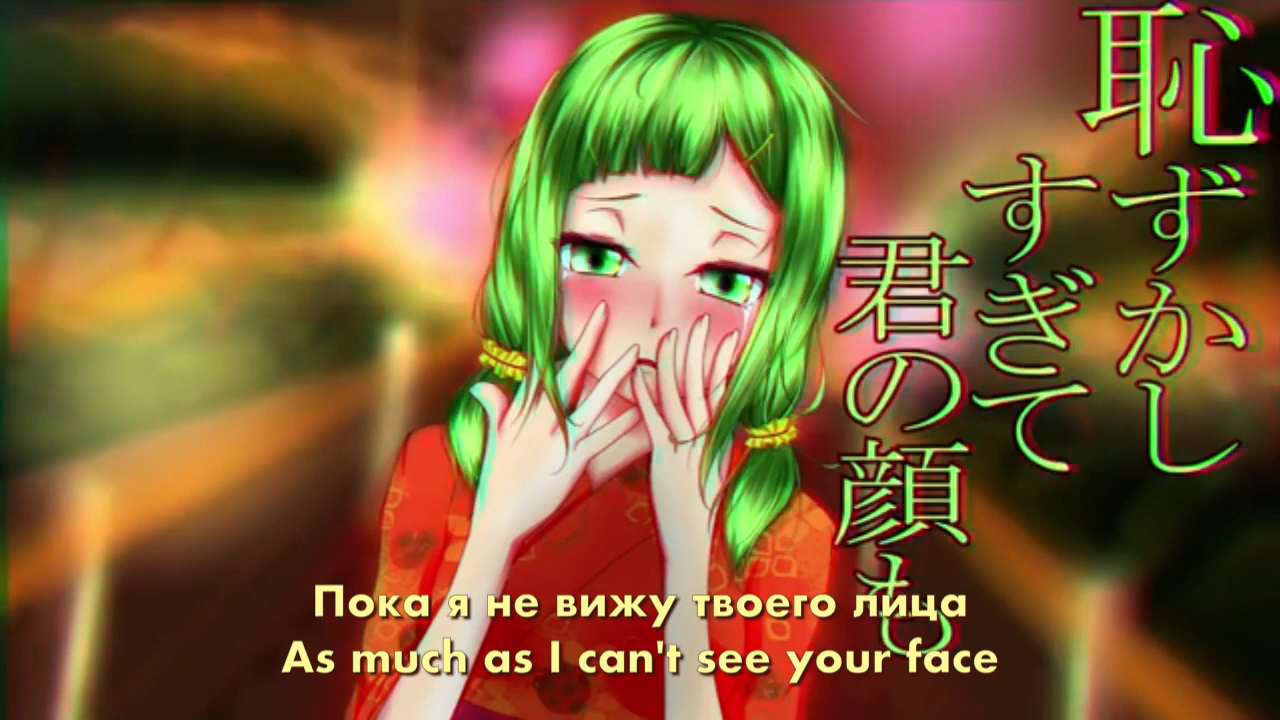 恥ずかし
すぎて
君の顔も
Пока я не вижу твоего лица
As much as I can't see your face